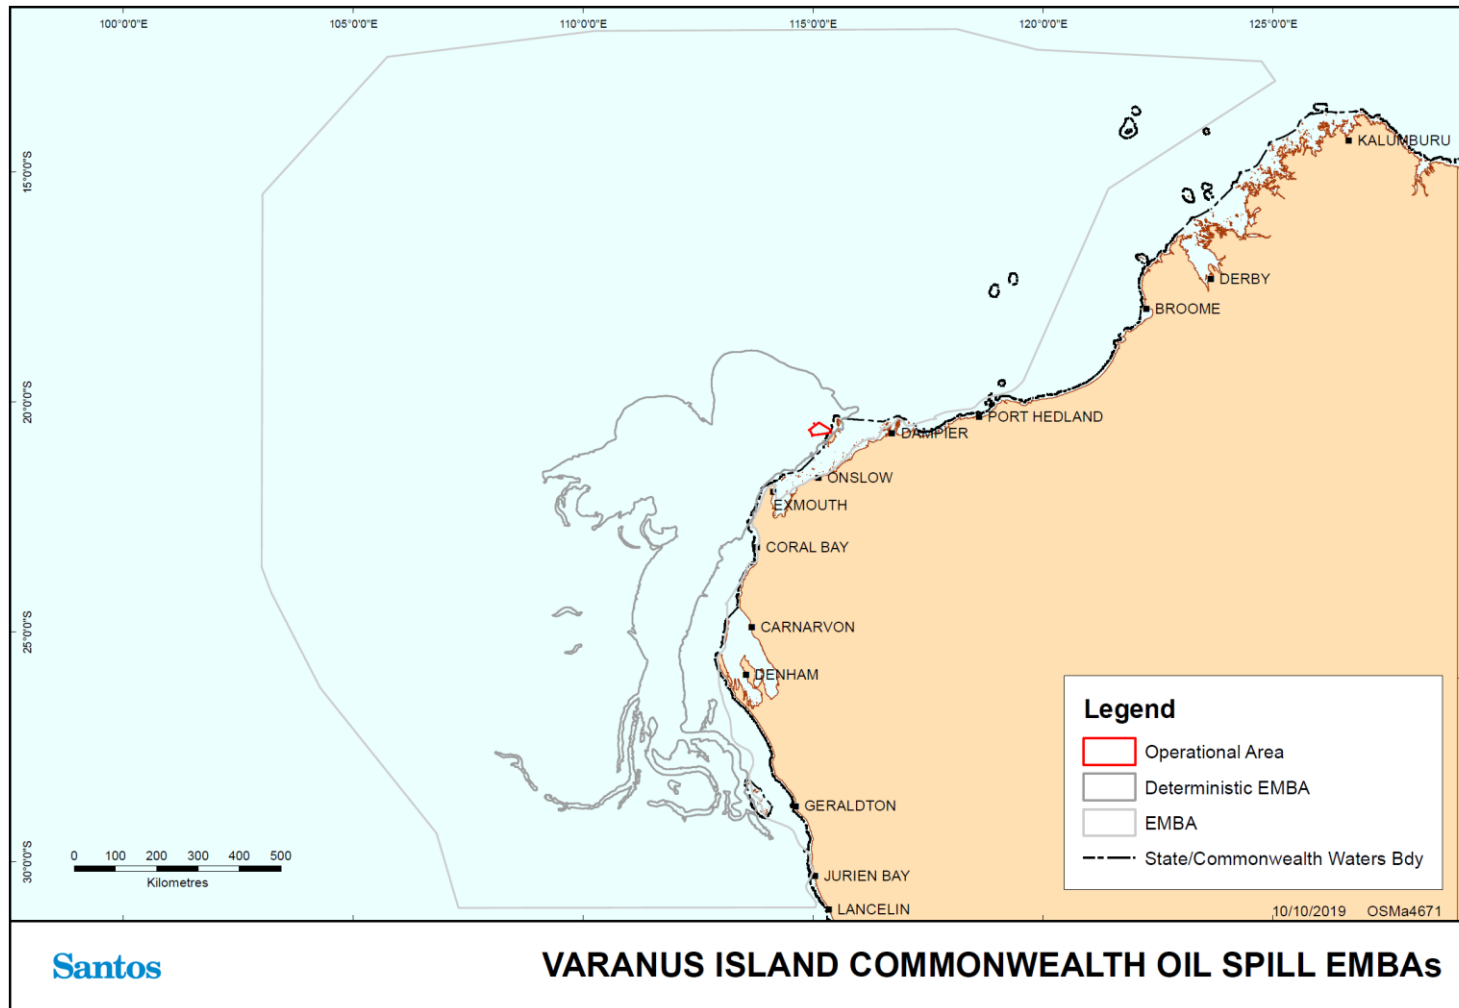 100°0'0"E
105°0'0"E
110°0'0"E
115°0'0"E
120°0'0"E
125°0'0"E
15°0'0"S
20°0'0"S
25°0'0"S
30°0'0"S
KALUMBURU
DERBY
BROOME
PORT HEDLAND
DAMPIER
ONSLOW
EXMOUTH
CORAL BAY
CARNARVON
DENHAM
GERALDTON
JURIEN BAY
LANCELIN
0 100 200 300 400 500
Kilometres
Legend
Operational Area
Deterministic EMBA
EMBA
State/Commonwealth Waters Bdy
10/10/2019 OSMa4671
Santos
VARANUS ISLAND COMMONWEALTH OIL SPILL EMBAs